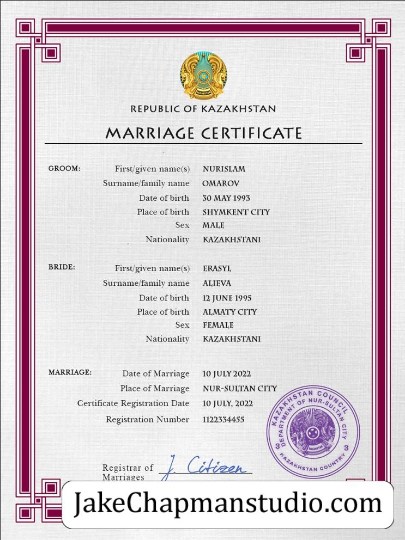 REPUBLIC OF KAZAKHSTAN
MARRIAGE CERTIFICATE
GROOM: First/given name(s) NURISLAM
Surname/family name OMAROV
Date of birth 30 MAY 1993
Place of birth SHYMKENT CITY
Sex MALE
Nationality KAZAKHSTANI
BRIDE: First/given name(s) ERASYL
Surname/family name ALIEVA
Date of birth 12 JUNE 1995
Place of birth ALMATY CITY
Sex FEMALE
Nationality KAZAKHSTANI
MARRIAGE: Date of Marriage 10 JULY 2022
Place of Marriage NUR-SULTAN CITY
Certificate Registration Date 10 JULY, 2022
Registration Number 1122334455
KAZAKHSTAN COUNCIL
DEPARTMENT OF NUR-SULTAN CITY
KAZAKHSTAN COUNTRY
Registrar of J. Citizen
Marriages
JakeChapmanstudio.com